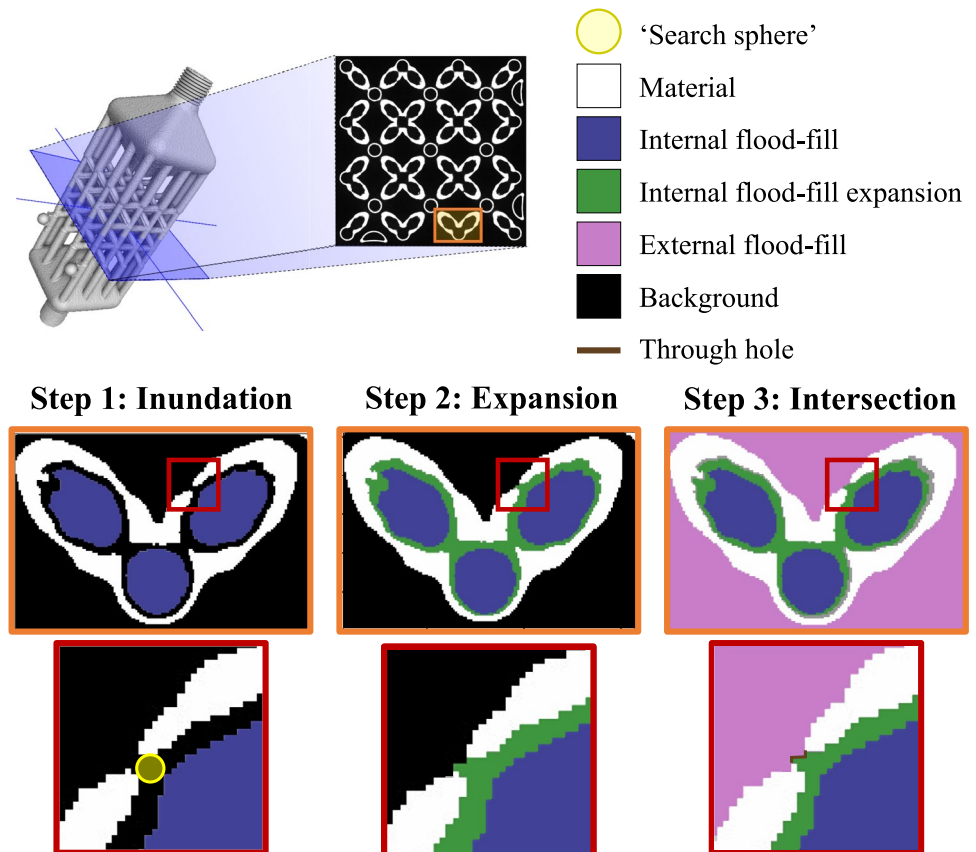 ‘Search sphere’
Material
Internal flood-fill
Internal flood-fill expansion
External flood-fill
Background
Through hole
Step 1: Inundation
Step 2: Expansion
Step 3: Intersection